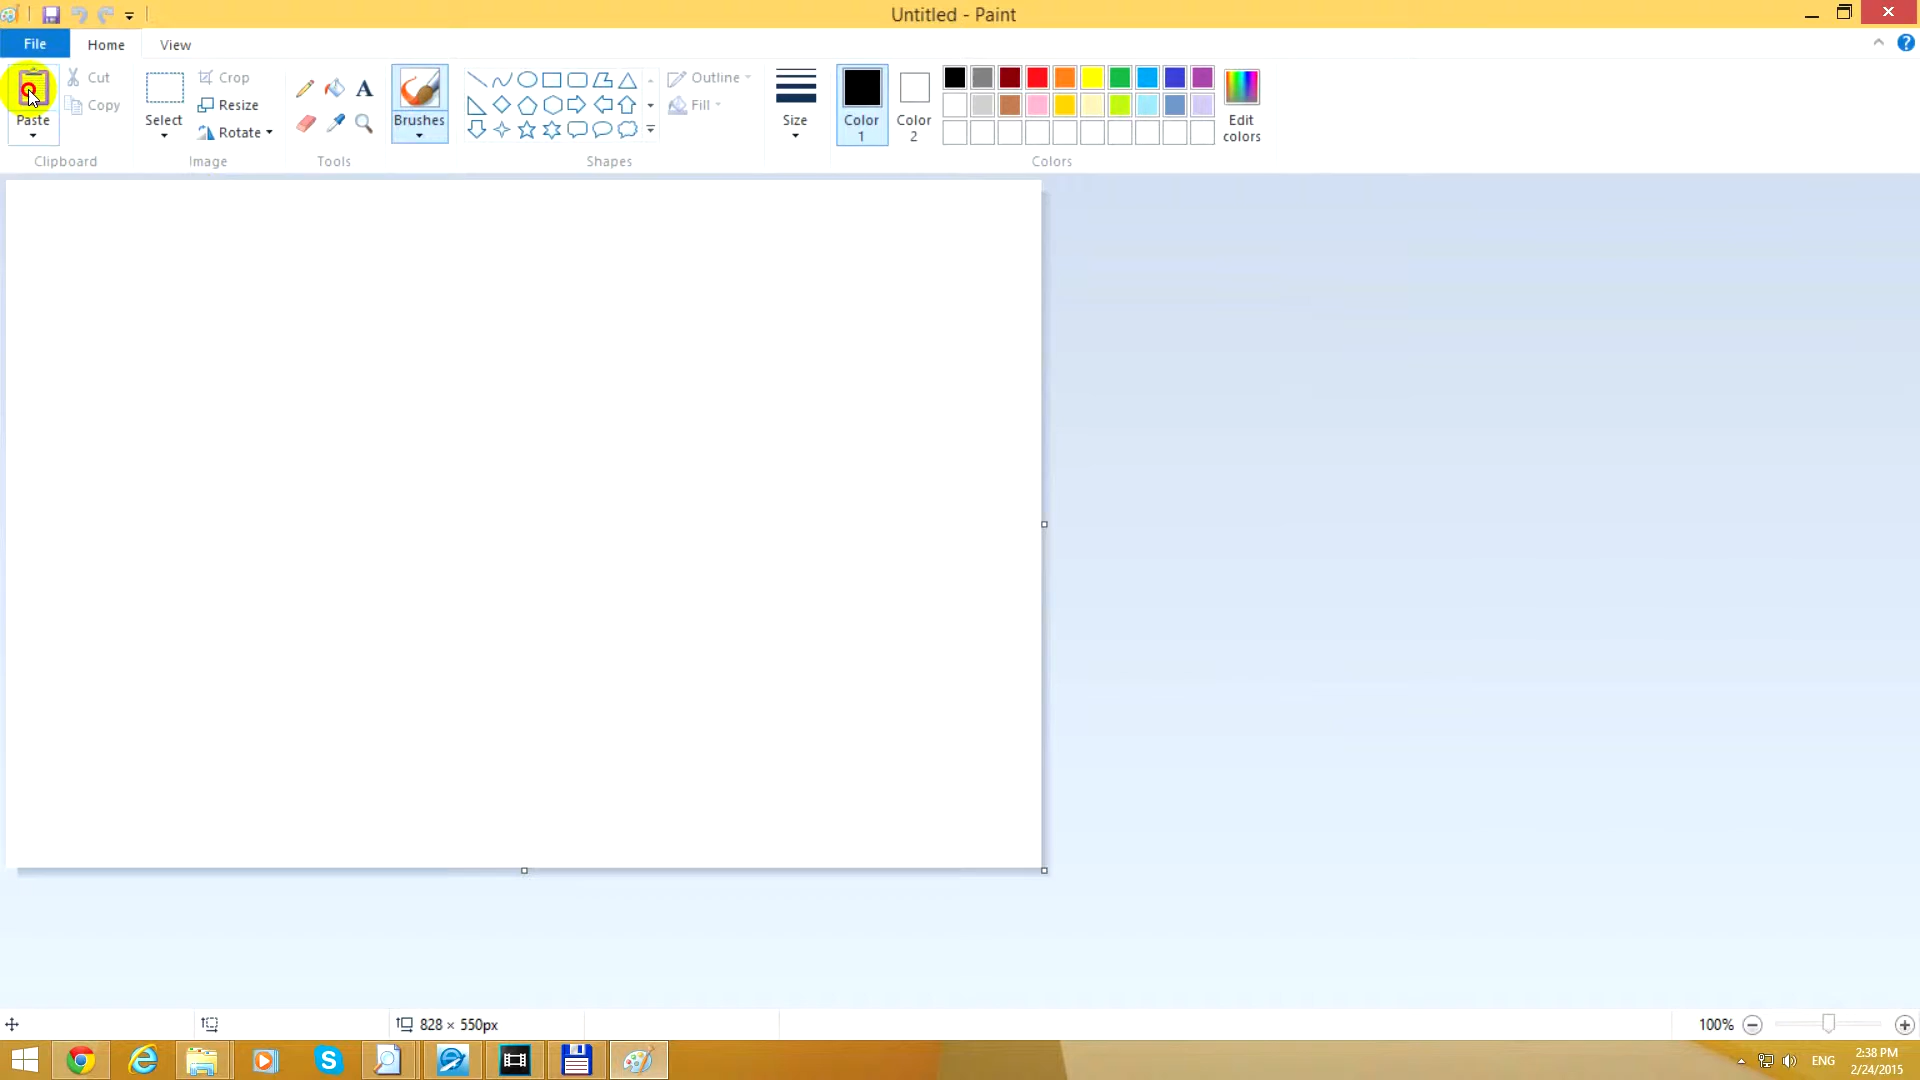 Untitled - Paint
File Home View
Paste
Cut
Copy
Clipboard
Select
Crop
Resize
Rotate
Image
A
Tools
Brushes
Shapes
Outline
Fill
Size
Color 1
Color 2
Colors
Edit colors
828 × 550px
100%
ENG
2:38 PM
2/24/2015